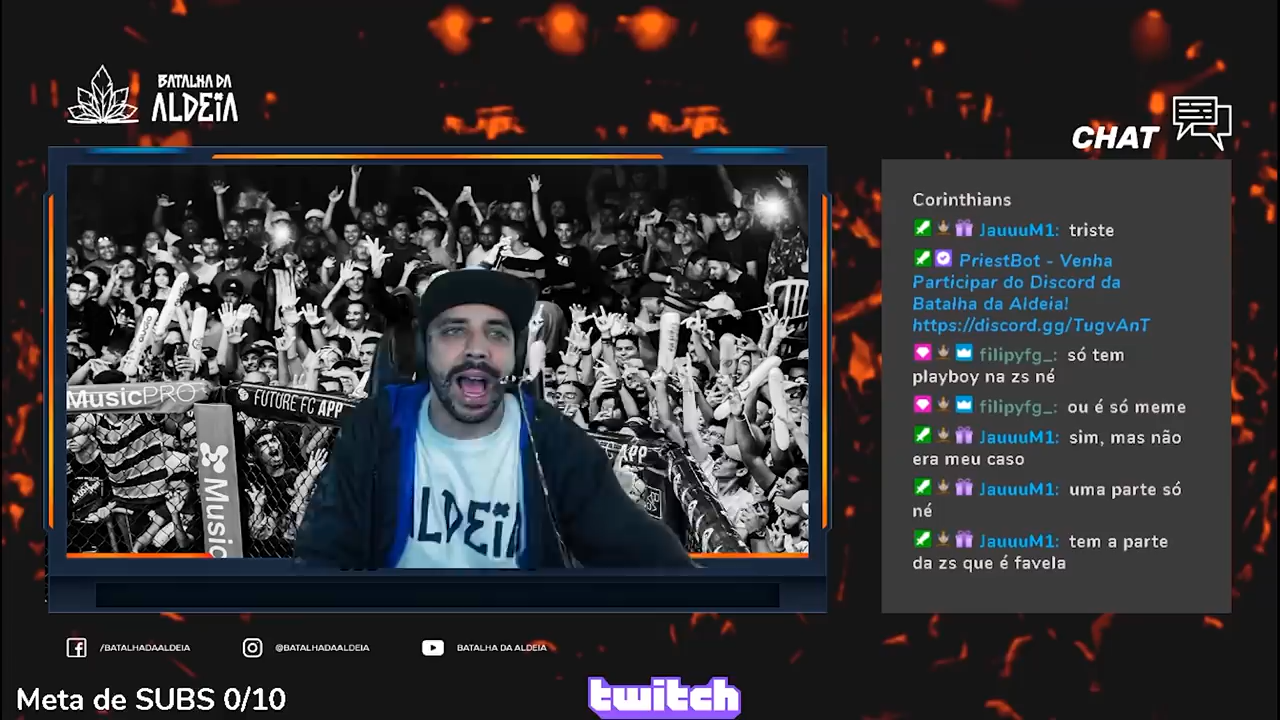 BATALHA DA
ALDEIA
CHAT
Corinthians
JauuuM1: triste
PriestBot - Venha
Participar do Discord da
Batalha da Aldeia!
https://discord.gg/TugvAnT
filipyfg_: só tem
playboy na zs né
filipyfg_: ou é só meme
JauuuM1: sim, mas não
era meu caso
JauuuM1: uma parte só
né
JauuuM1: tem a parte
da zs que é favela
MusicPRO
FUTURE FC APP
Music
APP
ALDEIA
/BATALHADAALDEIA
@BATALHADAALDEIA
BATALHA DA ALDEIA
Meta de SUBS 0/10
twitch